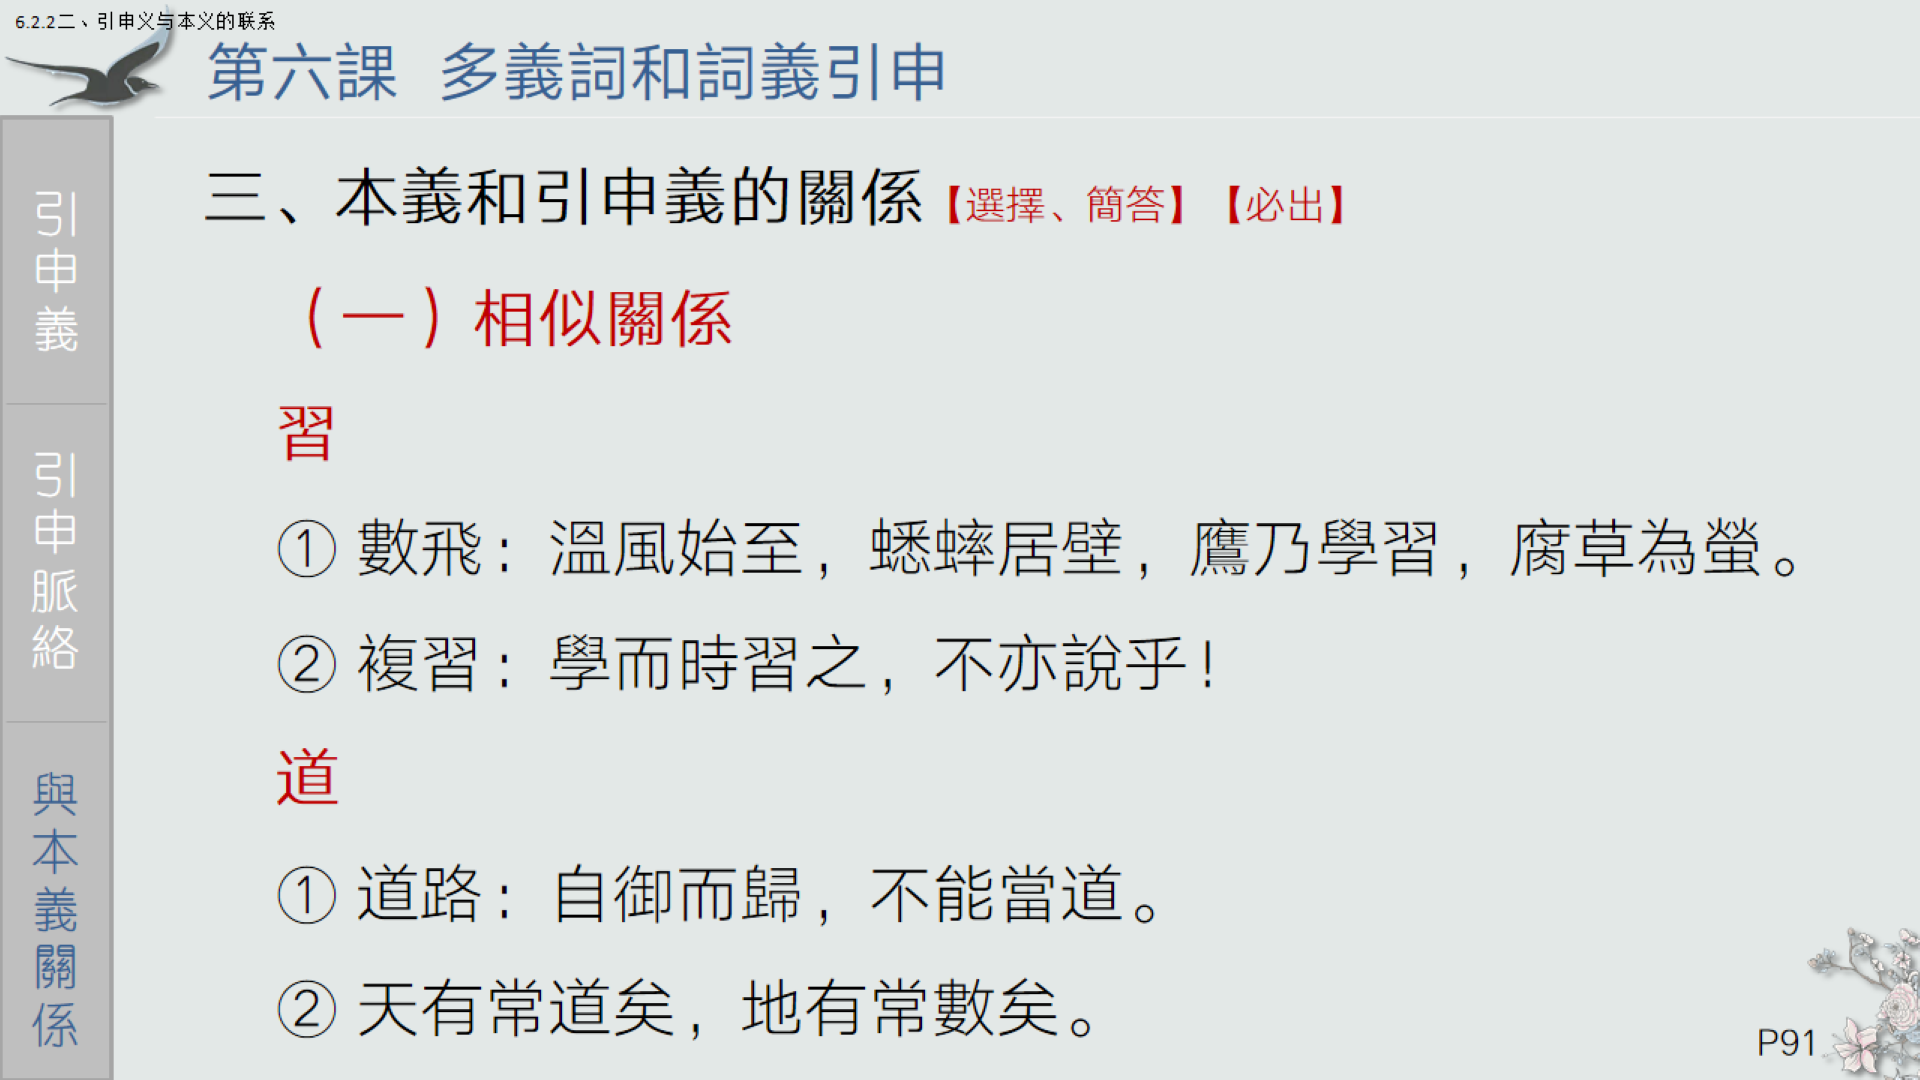 6.2.2二、引申义与本义的联系
第六課 多義詞和詞義引申
引申義
引申脈絡
與本義關係
三、本義和引申義的關係【選擇、簡答】【必出】
（一）相似關係
習
① 數飛：溫風始至，蟋蟀居壁，鷹乃學習，腐草為螢。
② 複習：學而時習之，不亦說乎！
道
① 道路：自御而歸，不能當道。
② 天有常道矣，地有常數矣。
P91